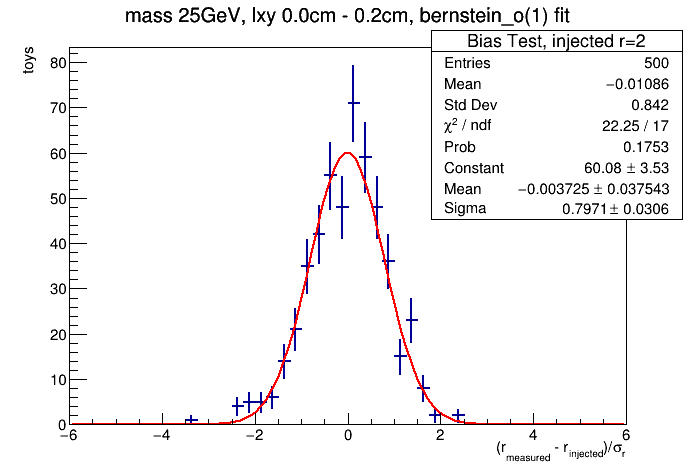 mass 25GeV, lxy 0.0cm - 0.2cm, bernstein_o(1) fit
toys
Bias Test, injected r=2
Entries 500
Mean −0.01086
Std Dev 0.842
χ² / ndf 22.25 / 17
Prob 0.1753
Constant 60.08 ± 3.53
Mean −0.003725 ± 0.037543
Sigma 0.7971 ± 0.0306
80
70
60
50
40
30
20
10
0
−6 −4 −2 0 2 4 6
(r_measured - r_injected)/σ_r